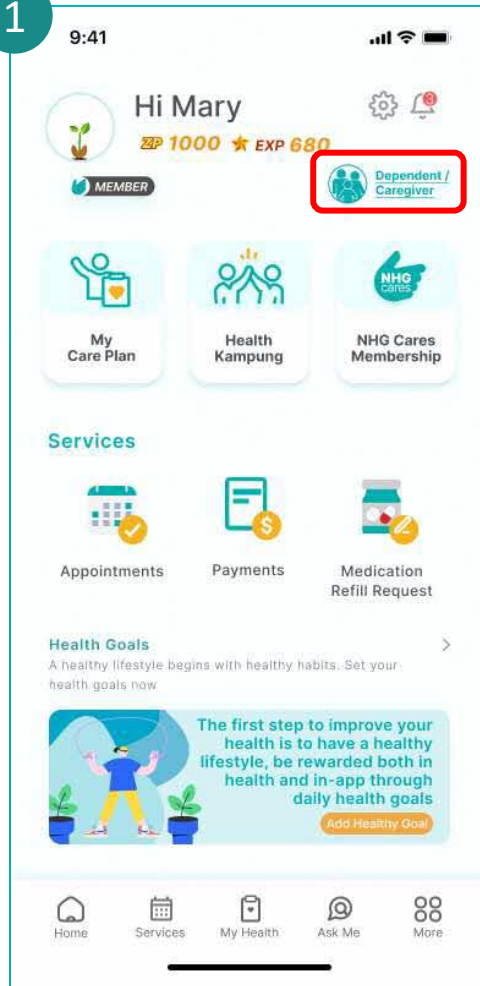 1
9:41
Hi Mary
3
ZP 1000 EXP 680
MEMBER
Dependent /
Caregiver
NHG
cares
My
Care Plan
Health
Kampung
NHG Cares
Membership
Services
$
Appointments
Payments
Medication
Refill Request
Health Goals
>
A healthy lifestyle begins with healthy habits. Set your
health goals now
The first step to improve your
health is to have a healthy
lifestyle, be rewarded both in
health and in-app through
daily health goals
Add Healthy Goal
Home
Services
My Health
Ask Me
More